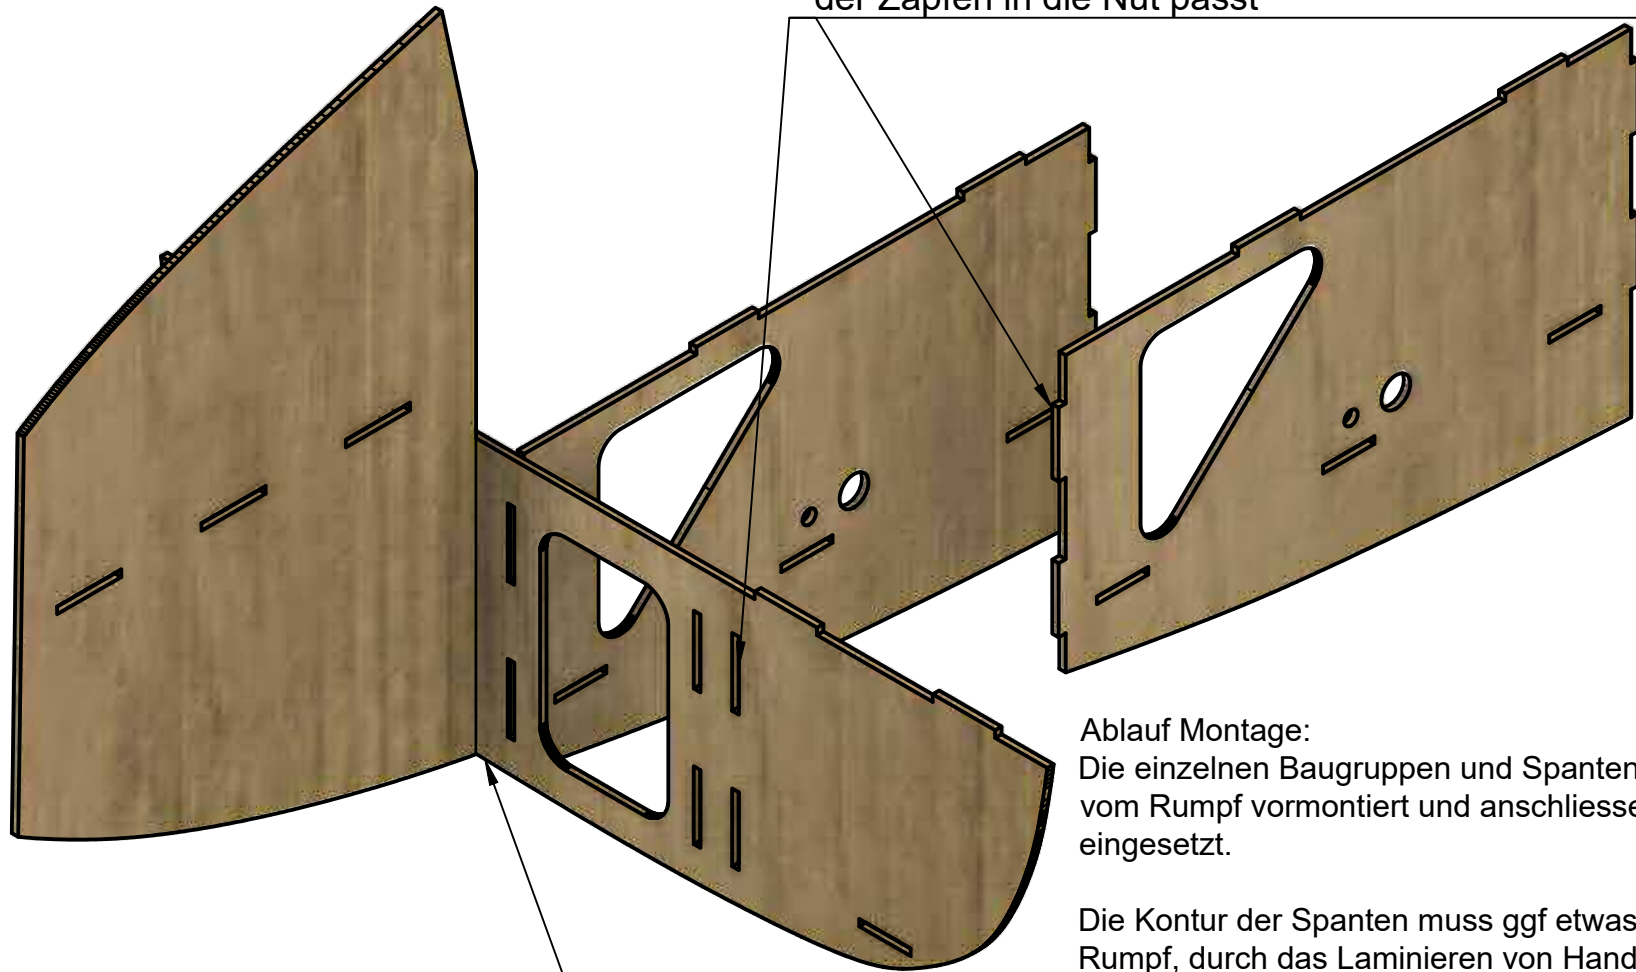 der Zapfen in die Nut passt
Ablauf Montage:
Die einzelnen Baugruppen und Spanten
vom Rumpf vormontiert und anschliesse
eingesetzt.
Die Kontur der Spanten muss ggf etwas
Rumpf, durch das Laminieren von Hand